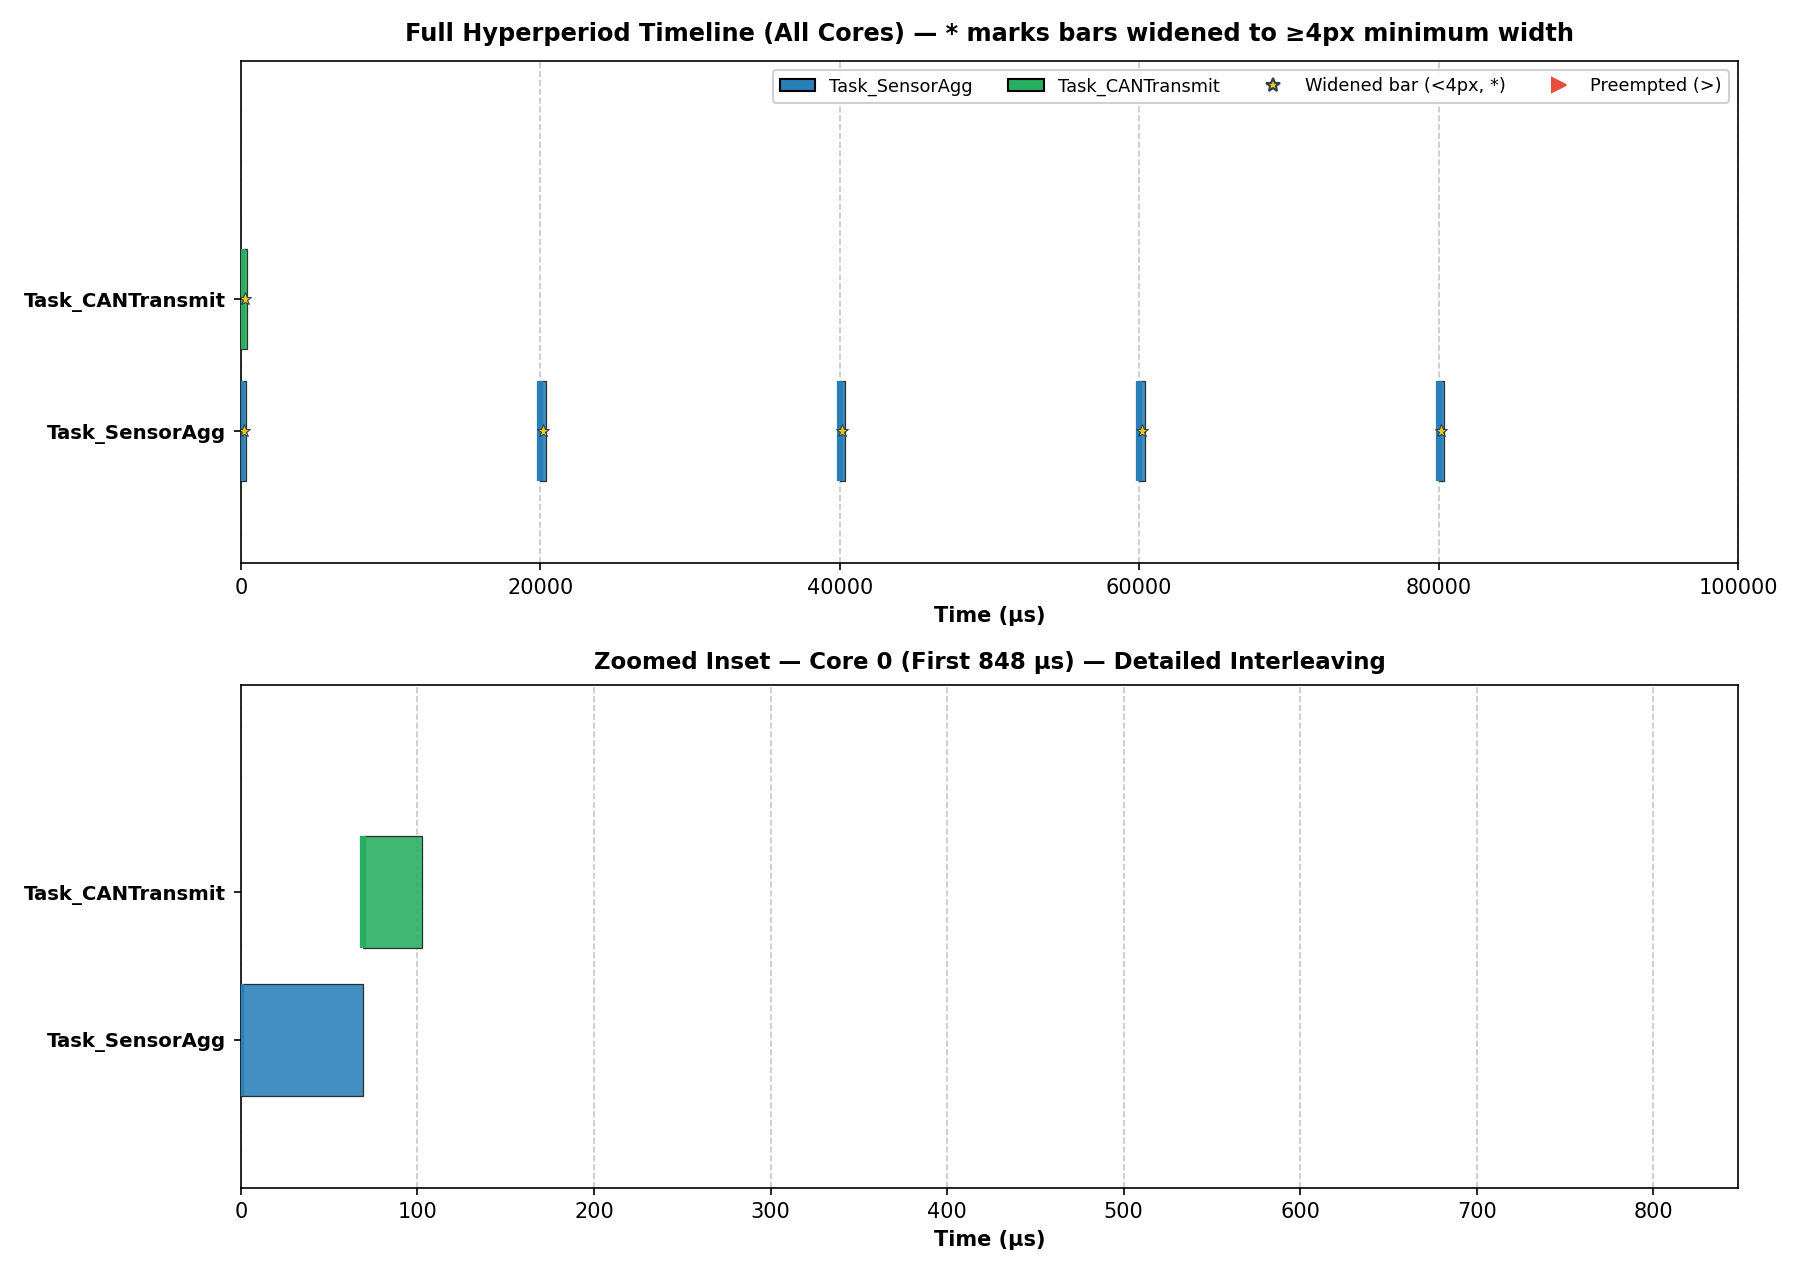 Full Hyperperiod Timeline (All Cores) — * marks bars widened to ≥4px minimum width
Task_SensorAgg Task_CANTransmit Widened bar (<4px, *) Preempted (>)
Task_CANTransmit
Task_SensorAgg
0 20000 40000 60000 80000 100000
Time (µs)
Zoomed Inset — Core 0 (First 848 µs) — Detailed Interleaving
Task_CANTransmit
Task_SensorAgg
0 100 200 300 400 500 600 700 800
Time (µs)